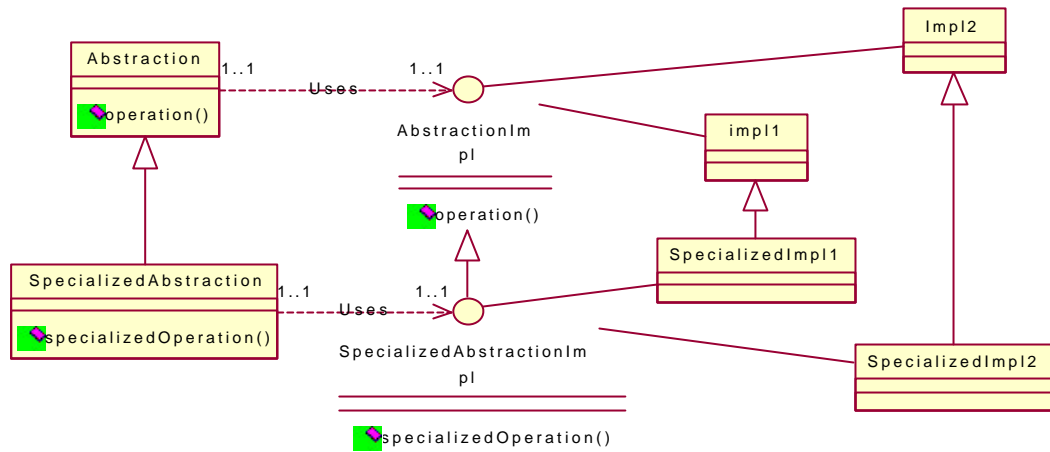 Abstraction
operation()
1..1
Uses
1..1
AbstractionIm
pl
operation()
Impl2
impl1
SpecializedAbstraction
specializedOperation()
1..1
Uses
1..1
SpecializedAbstractionIm
pl
specializedOperation()
SpecializedImpl1
SpecializedImpl2